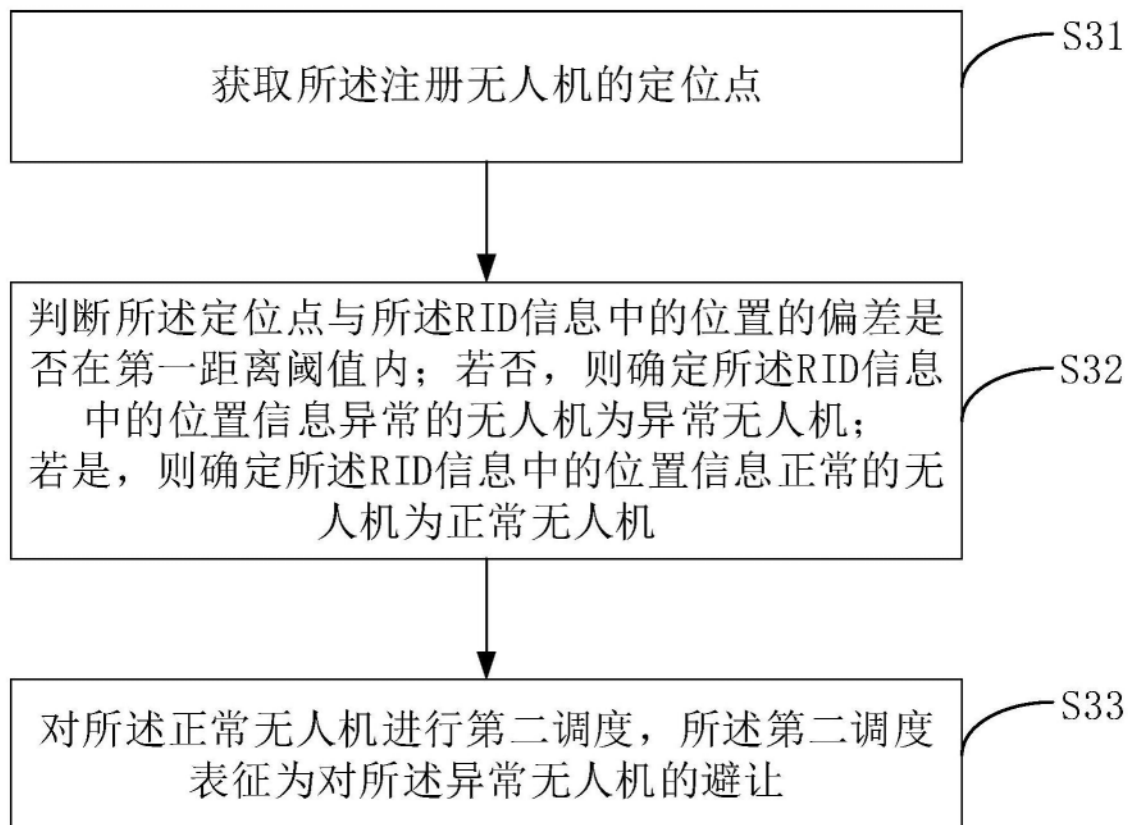 获取所述注册无人机的定位点
S31
判断所述定位点与所述RID信息中的位置的偏差是
否在第一距离阈值内；若否，则确定所述RID信息
中的位置信息异常的无人机为异常无人机；
若是，则确定所述RID信息中的位置信息正常的无
人机为正常无人机
S32
对所述正常无人机进行第二调度，所述第二调度
表征为对所述异常无人机的避让
S33